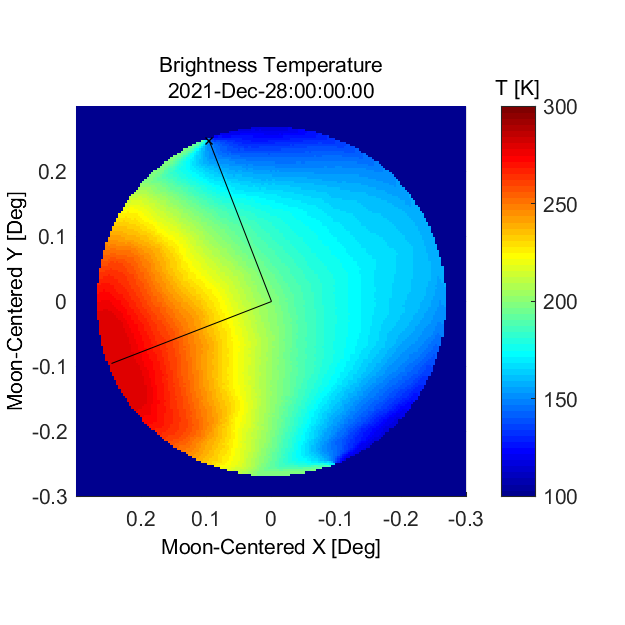 Brightness Temperature
2021-Dec-28:00:00:00
T [K]
300
250
200
150
100
Moon-Centered Y [Deg]
0.2
0.1
0
-0.1
-0.2
-0.3
0.2 0.1 0 -0.1 -0.2 -0.3
Moon-Centered X [Deg]